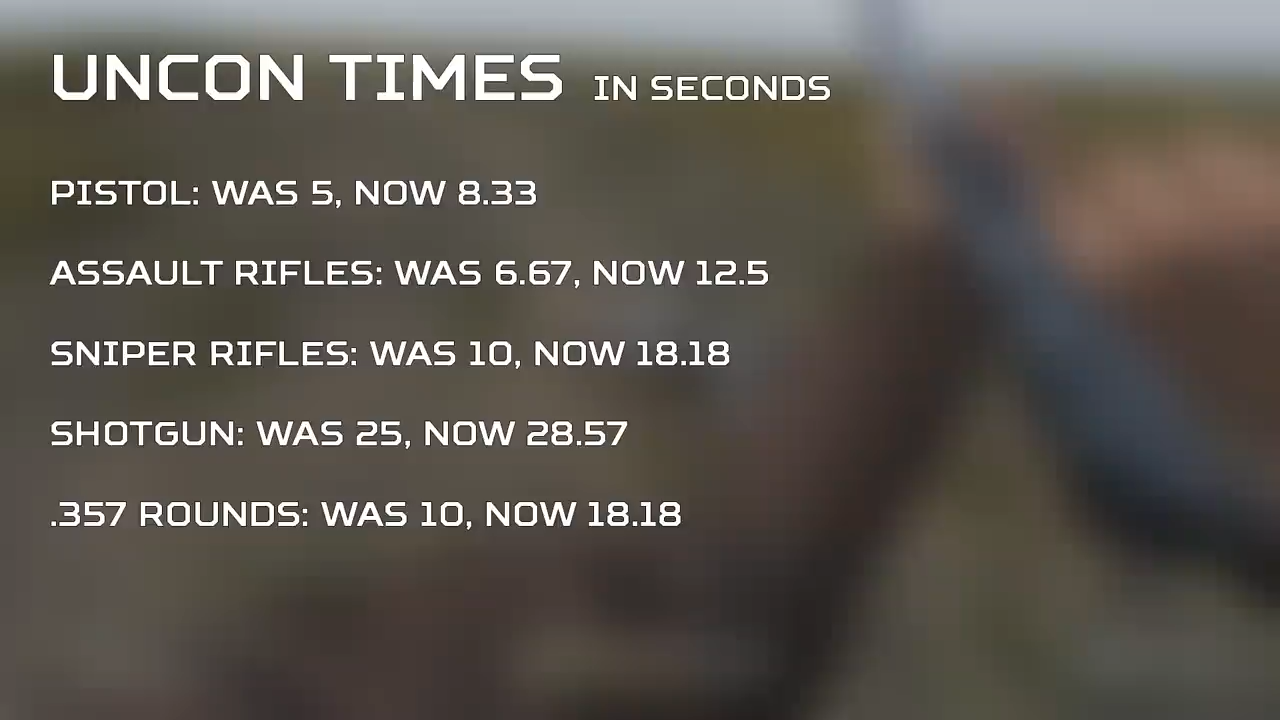 UNCON TIMES IN SECONDS
PISTOL: WAS 5, NOW 8.33
ASSAULT RIFLES: WAS 6.67, NOW 12.5
SNIPER RIFLES: WAS 10, NOW 18.18
SHOTGUN: WAS 25, NOW 28.57
.357 ROUNDS: WAS 10, NOW 18.18